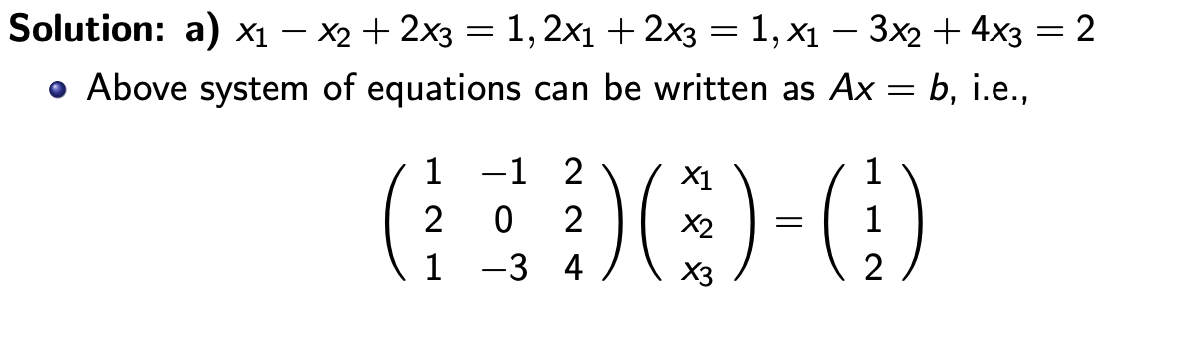 Solution: a) x₁ − x₂ + 2x₃ = 1, 2x₁ + 2x₃ = 1, x₁ − 3x₂ + 4x₃ = 2
Above system of equations can be written as Ax = b, i.e.,
( 1 −1 2 ) ( x₁ ) = ( 1 )
( 2 0 2 ) ( x₂ ) = ( 1 )
( 1 −3 4 ) ( x₃ ) = ( 2 )